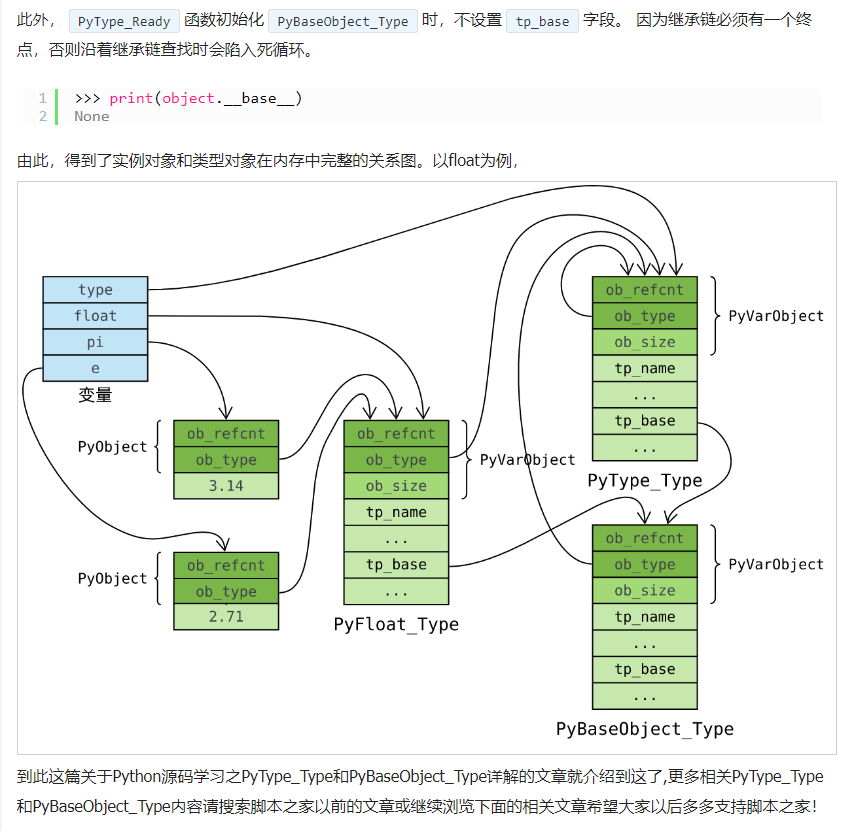 此外， PyType_Ready 函数初始化 PyBaseObject_Type 时，不设置 tp_base 字段。 因为继承链必须有一个终
点，否则沿着继承链查找时会陷入死循环。
1 >>> print(object.__base__)
2 None
由此，得到了实例对象和类型对象在内存中完整的关系图。以float为例，
type
float
pi
e
变量
PyObject
ob_refcnt
ob_type
3.14
PyObject
ob_refcnt
ob_type
2.71
ob_refcnt
ob_type
ob_size
tp_name
...
tp_base
...
PyVarObject
PyFloat_Type
ob_refcnt
ob_type
ob_size
tp_name
...
tp_base
...
PyVarObject
PyType_Type
ob_refcnt
ob_type
ob_size
tp_name
...
tp_base
...
PyVarObject
PyBaseObject_Type
到此这篇关于Python源码学习之PyType_Type和PyBaseObject_Type详解的文章就介绍到这了,更多相关PyType_Type
和PyBaseObject_Type内容请搜索脚本之家以前的文章或继续浏览下面的相关文章希望大家以后多多支持脚本之家！